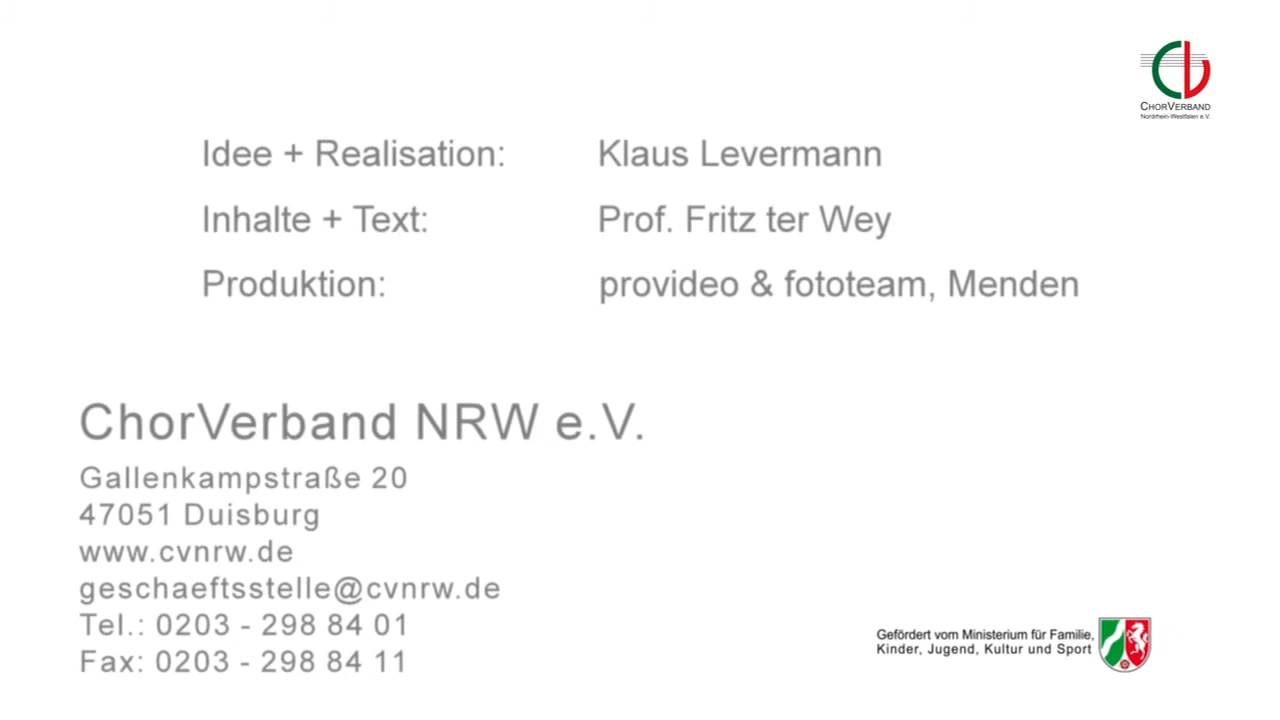 CHORVERBAND
Nordrhein-Westfalen e.V.
Idee + Realisation: Klaus Levermann
Inhalte + Text: Prof. Fritz ter Wey
Produktion: provideo & fototeam, Menden
ChorVerband NRW e.V.
Gallenkampstraße 20
47051 Duisburg
www.cvnrw.de
geschaeftsstelle@cvnrw.de
Tel.: 0203 - 298 84 01
Fax: 0203 - 298 84 11
Gefördert vom Ministerium für Familie,
Kinder, Jugend, Kultur und Sport